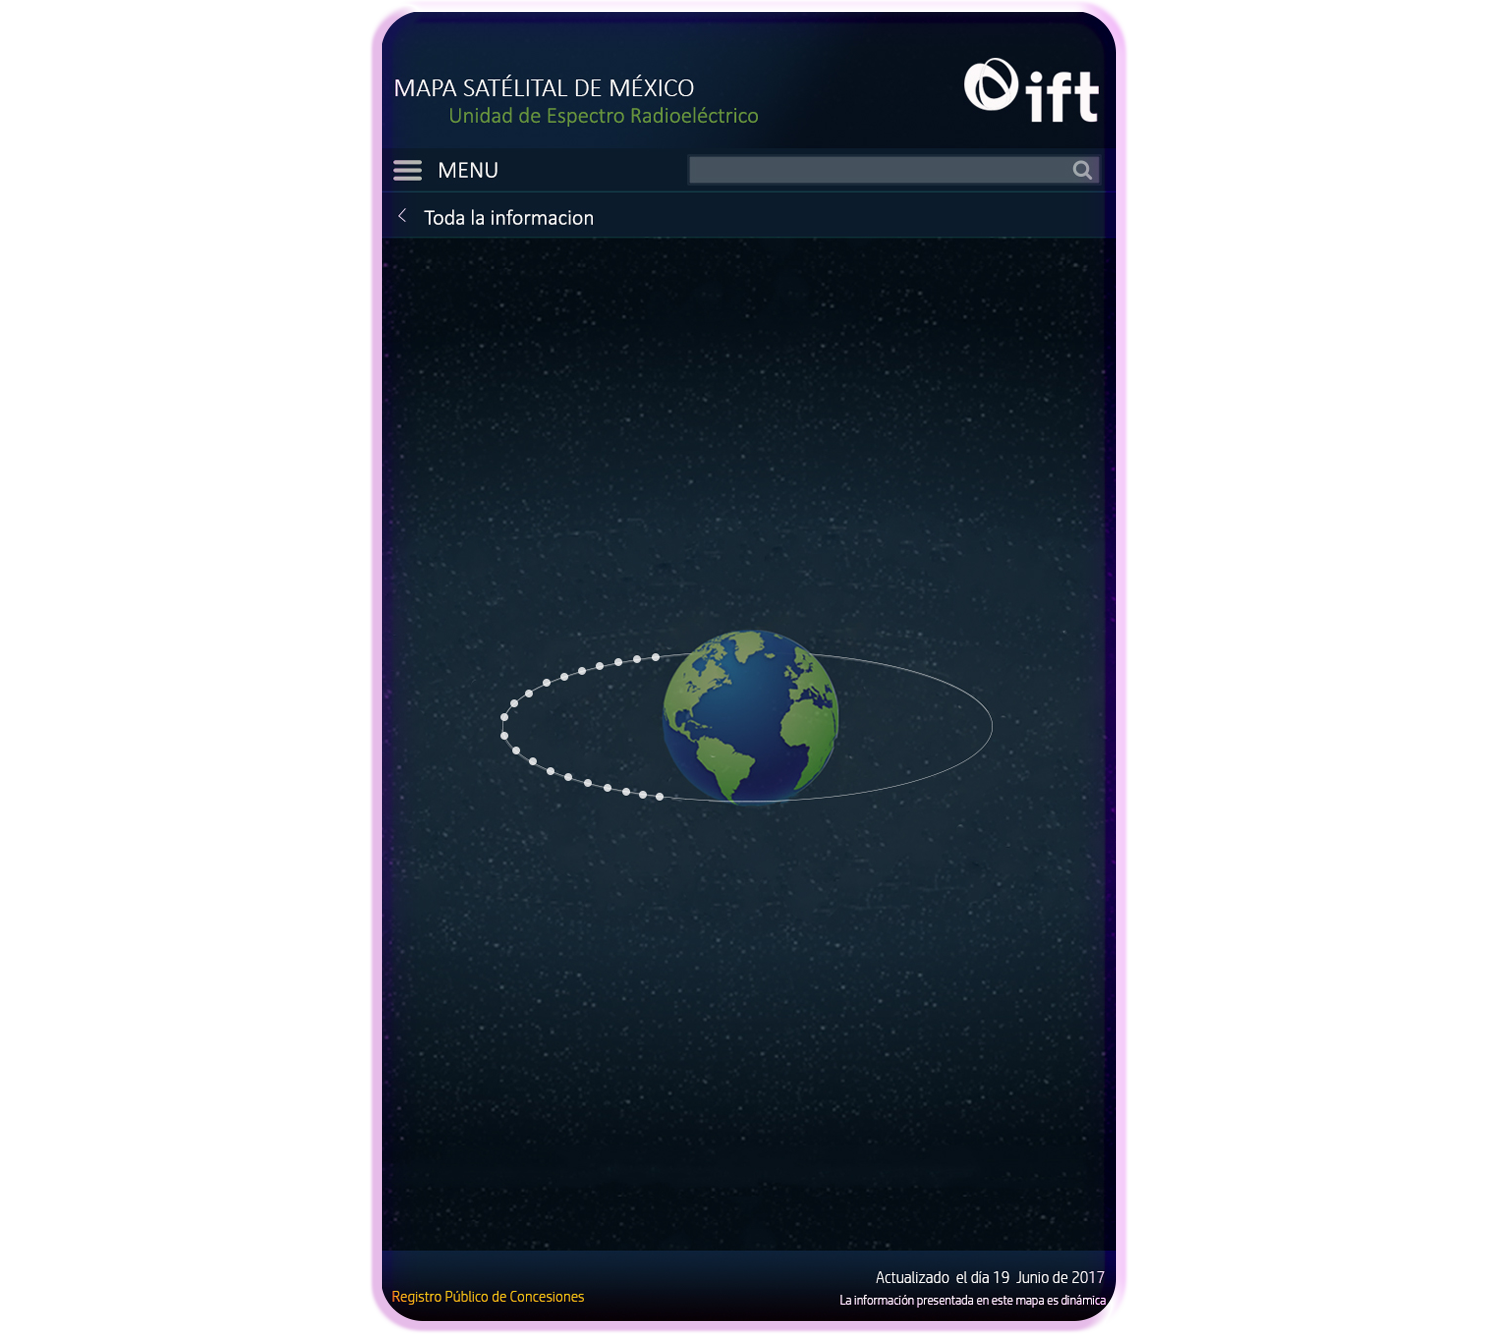 MAPA SATÉLITAL DE MÉXICO
Unidad de Espectro Radioeléctrico
ift
MENU
Toda la informacion
Actualizado el día 19 Junio de 2017
Registro Público de Concesiones
La información presentada en este mapa es dinámica